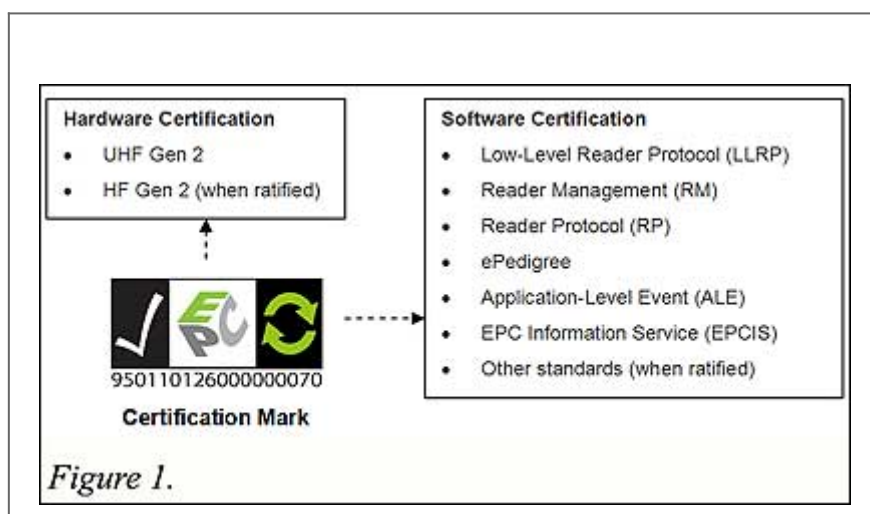 Hardware Certification
• UHF Gen 2
• HF Gen 2 (when ratified)
EPC
9501101260000000070
Certification Mark
Software Certification
• Low-Level Reader Protocol (LLRP)
• Reader Management (RM)
• Reader Protocol (RP)
• ePedigree
• Application-Level Event (ALE)
• EPC Information Service (EPCIS)
• Other standards (when ratified)
Figure 1.